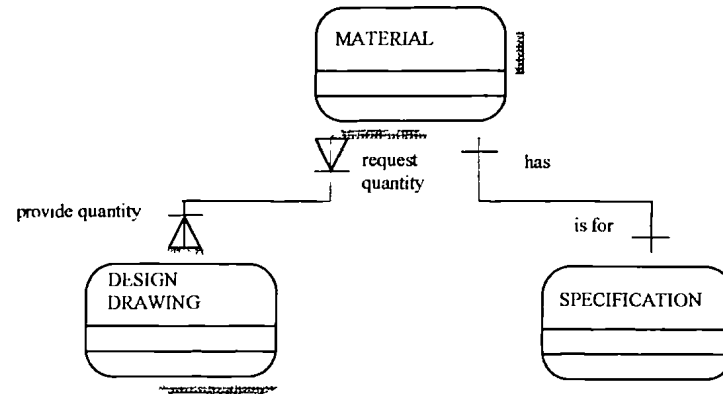 MATERIAL
request
quantity
has
provide quantity
is for
DESIGN
DRAWING
SPECIFICATION